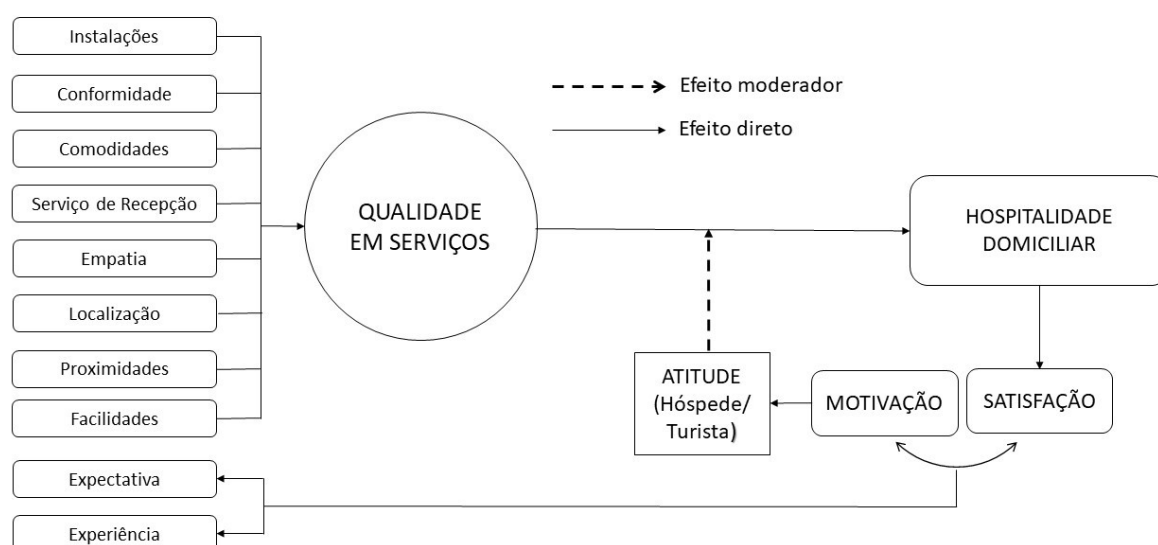 Instalações
Conformidade
Comodidades
Serviço de Recepção
Empatia
Localização
Proximidades
Facilidades
Expectativa
Experiência
QUALIDADE
EM SERVIÇOS
Efeito moderador
Efeito direto
HOSPITALIDADE
DOMICILIAR
ATITUDE
(Hóspede/
Turista)
MOTIVAÇÃO
SATISFAÇÃO